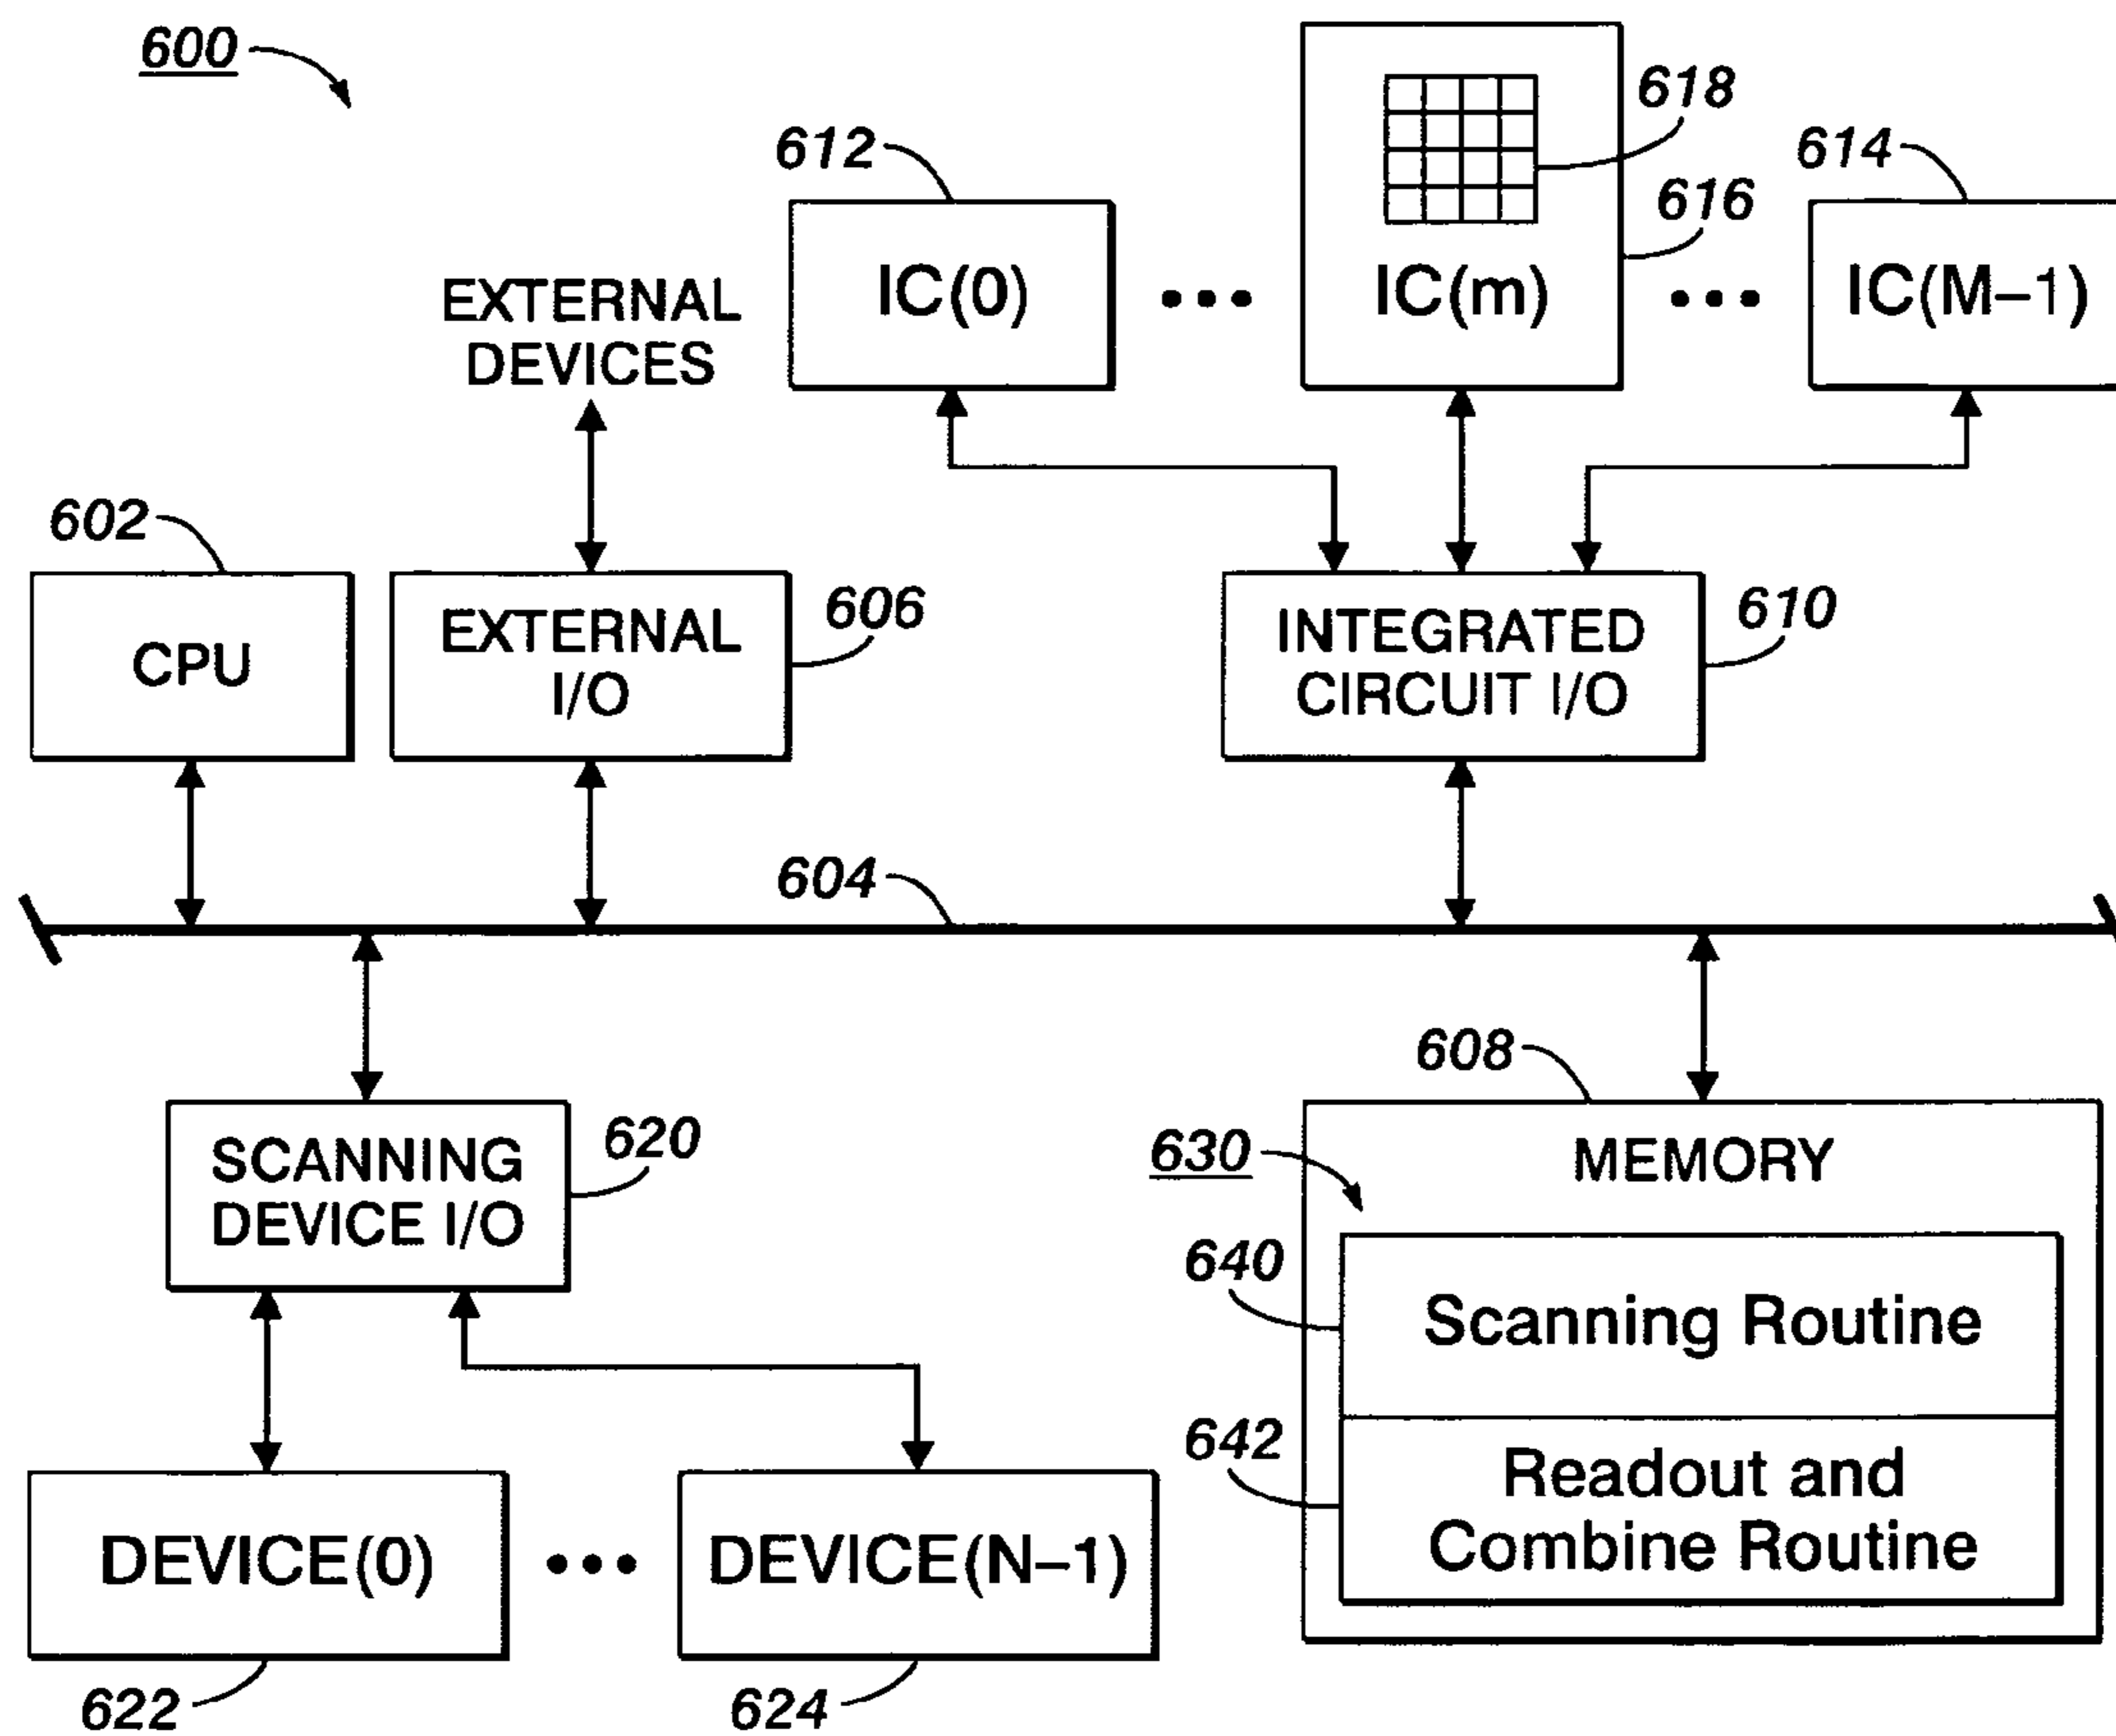 600
612
618
614
616
EXTERNAL
DEVICES
IC(0)
•••
IC(m)
•••
IC(M–1)
602
CPU
EXTERNAL
I/O
606
INTEGRATED
CIRCUIT I/O
610
604
SCANNING
DEVICE I/O
620
608
630
MEMORY
640
Scanning Routine
642
Readout and
Combine Routine
DEVICE(0)
•••
DEVICE(N–1)
622
624